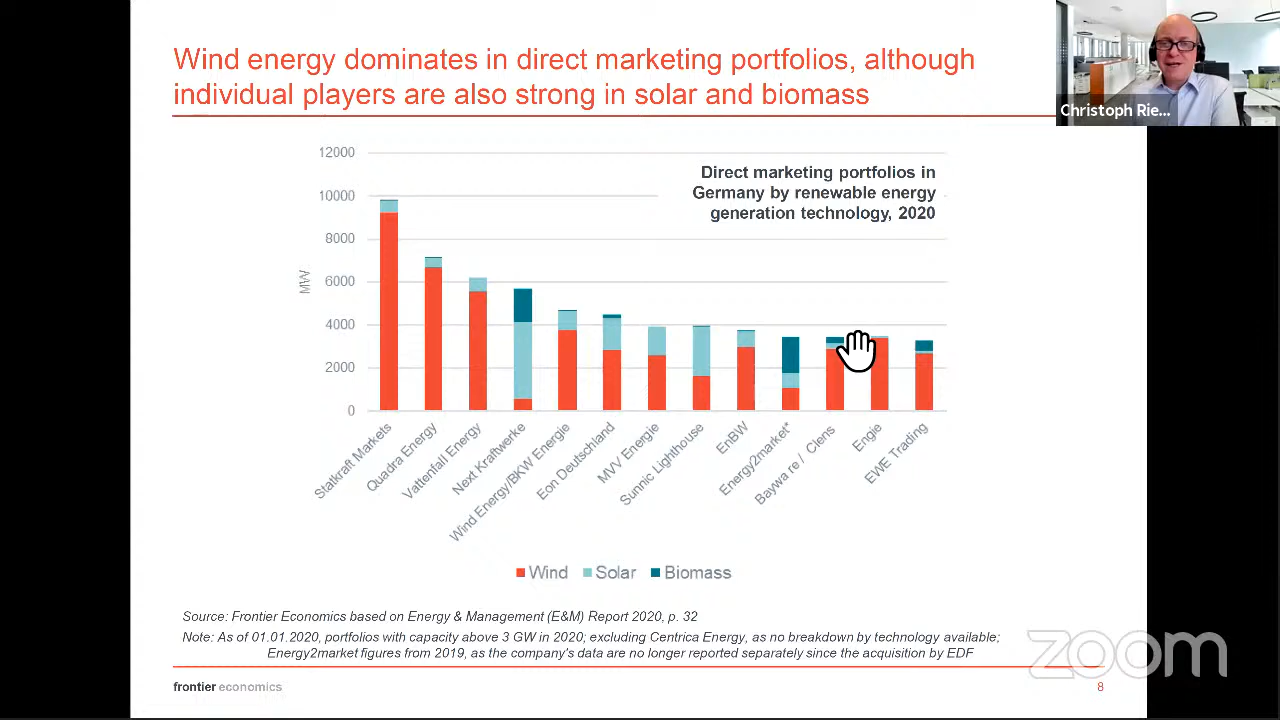 Wind energy dominates in direct marketing portfolios, although
individual players are also strong in solar and biomass
Christoph Rie...
Direct marketing portfolios in
Germany by renewable energy
generation technology, 2020
12000
10000
8000
6000
4000
2000
0
MW
Statkraft Markets
Quadra Energy
Vattenfall Energy
Next Kraftwerke
Wind Energy/BKW Energie
Eon Deutschland
MVV Energie
Sunnic Lighthouse
EnBW
Energy2market*
Baywa re / Clens
Engie
EWE Trading
Wind Solar Biomass
Source: Frontier Economics based on Energy & Management (E&M) Report 2020, p. 32
Note: As of 01.01.2020, portfolios with capacity above 3 GW in 2020; excluding Centrica Energy, as no breakdown by technology available;
Energy2market figures from 2019, as the company's data are no longer reported separately since the acquisition by EDF
zoom
frontier economics
8